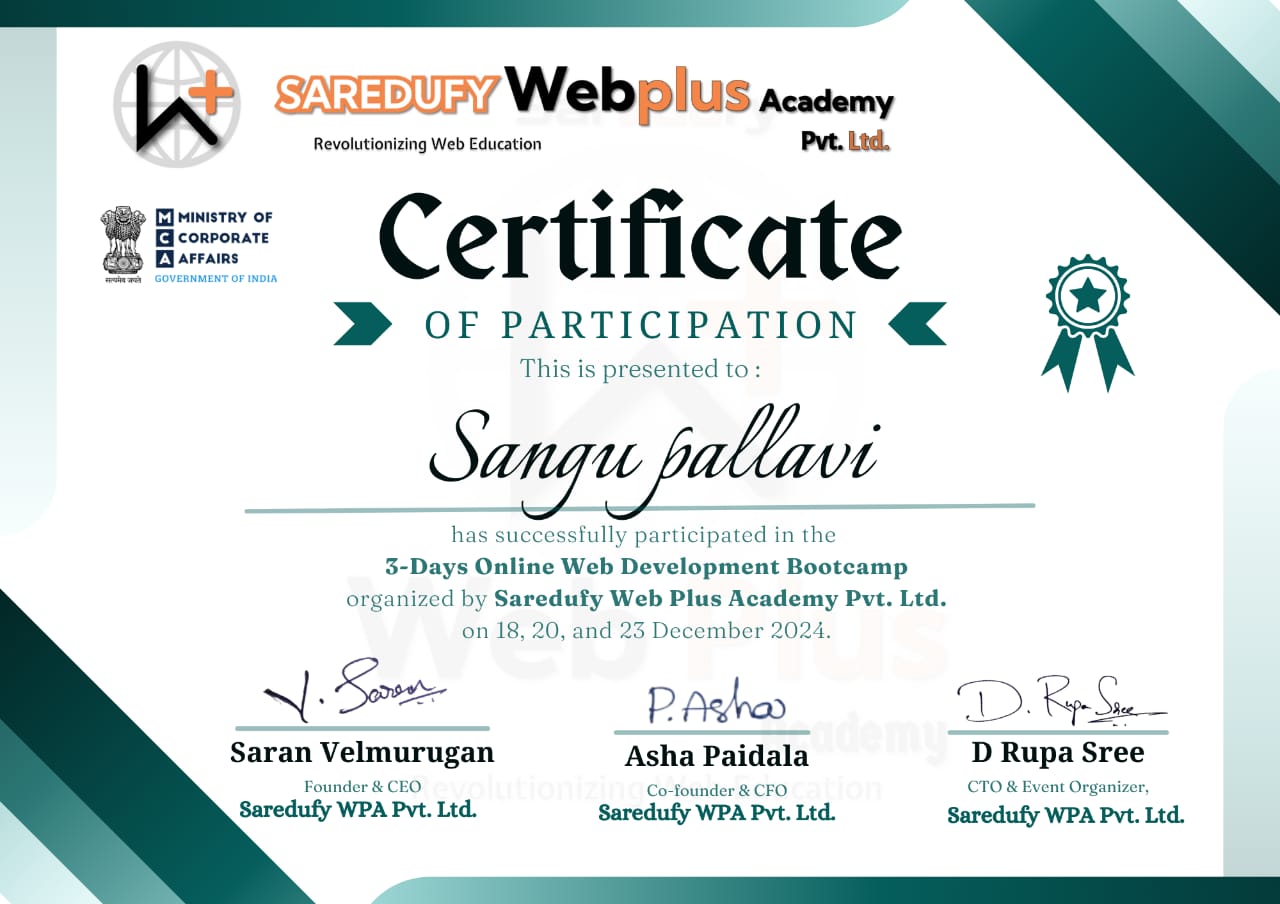 SAREDUFY Webplus Academy
Pvt. Ltd.
Revolutionizing Web Education
MINISTRY OF
CORPORATE
AFFAIRS
GOVERNMENT OF INDIA
सत्यमेव जयते
Certificate
OF PARTICIPATION
This is presented to :
Sangu pallavi
has successfully participated in the
3-Days Online Web Development Bootcamp
organized by Saredufy Web Plus Academy Pvt. Ltd.
on 18, 20, and 23 December 2024.
Web Plus
Academy
Revolutionizing Web Education
V. Saran
P. Asha
D. Rupa Sree
Saran Velmurugan
Asha Paidala
D Rupa Sree
Founder & CEO
Co-founder & CFO
CTO & Event Organizer,
Saredufy WPA Pvt. Ltd.
Saredufy WPA Pvt. Ltd.
Saredufy WPA Pvt. Ltd.